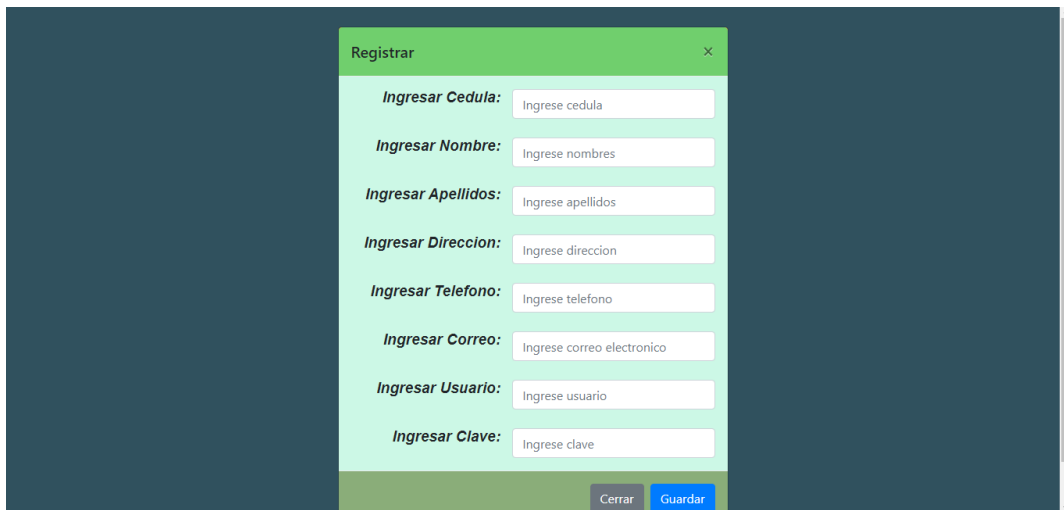 Registrar ×
Ingresar Cedula: Ingrese cedula
Ingresar Nombre: Ingrese nombres
Ingresar Apellidos: Ingrese apellidos
Ingresar Direccion: Ingrese direccion
Ingresar Telefono: Ingrese telefono
Ingresar Correo: Ingrese correo electronico
Ingresar Usuario: Ingrese usuario
Ingresar Clave: Ingrese clave
Cerrar Guardar